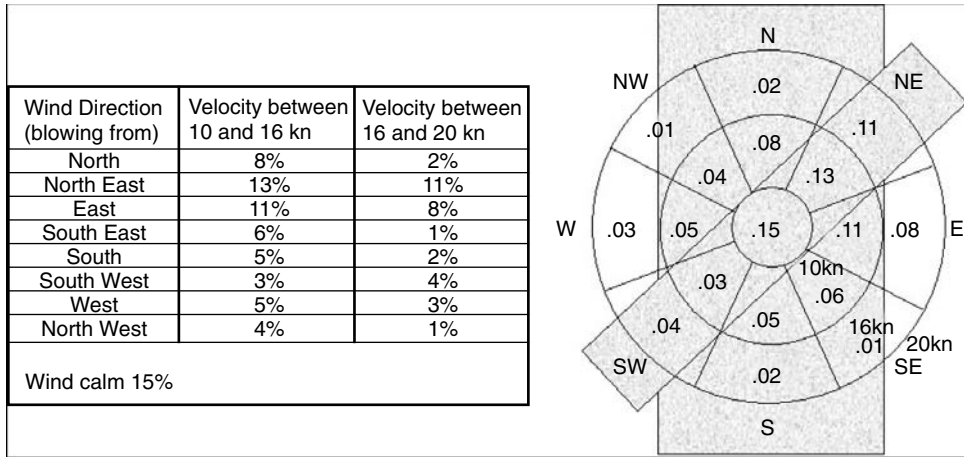 Wind Direction
(blowing from)
Velocity between
10 and 16 kn
Velocity between
16 and 20 kn
North
8%
2%
North East
13%
11%
East
11%
8%
South East
6%
1%
South
5%
2%
South West
3%
4%
West
5%
3%
North West
4%
1%
Wind calm 15%
N
NW
NE
.02
.01
.11
.08
.04
.13
W
.03
.05
.15
.11
.08
E
10kn
.03
.06
.04
.05
16kn
.01
20kn
SW
SE
.02
S